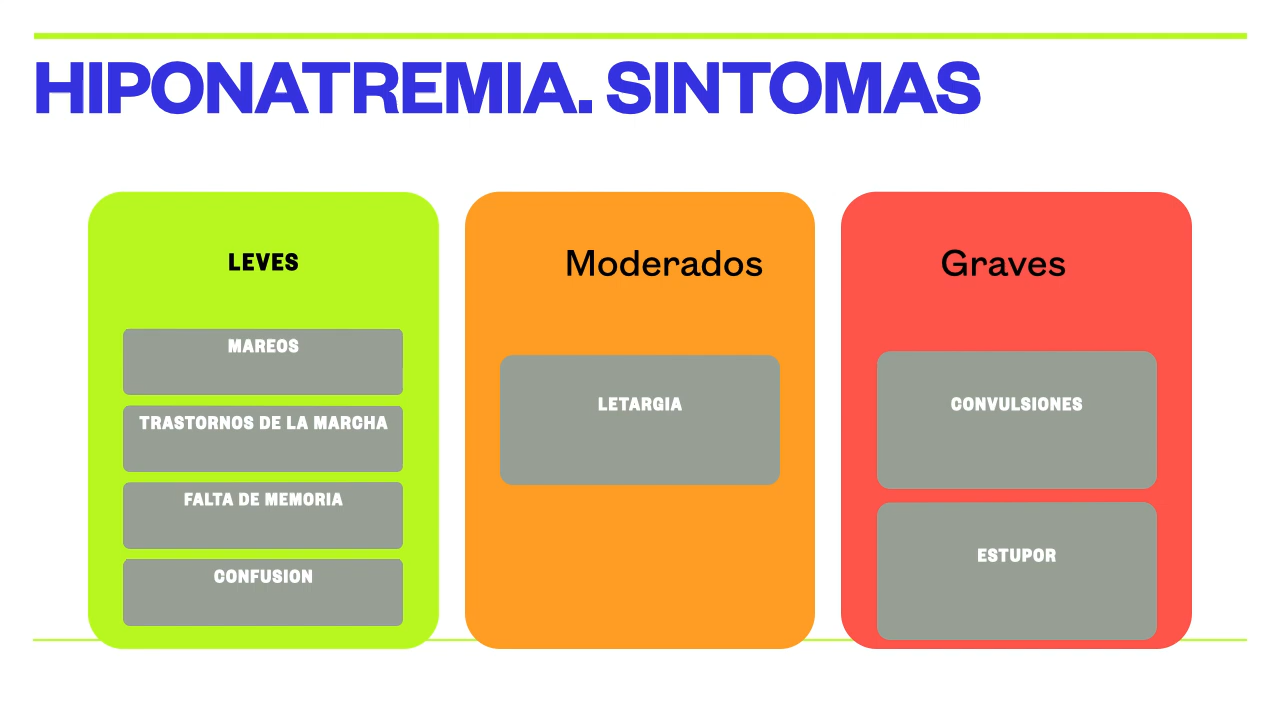 HIPONATREMIA. SINTOMAS
LEVES
MAREOS
TRASTORNOS DE LA MARCHA
FALTA DE MEMORIA
CONFUSION
Moderados
LETARGIA
Graves
CONVULSIONES
ESTUPOR